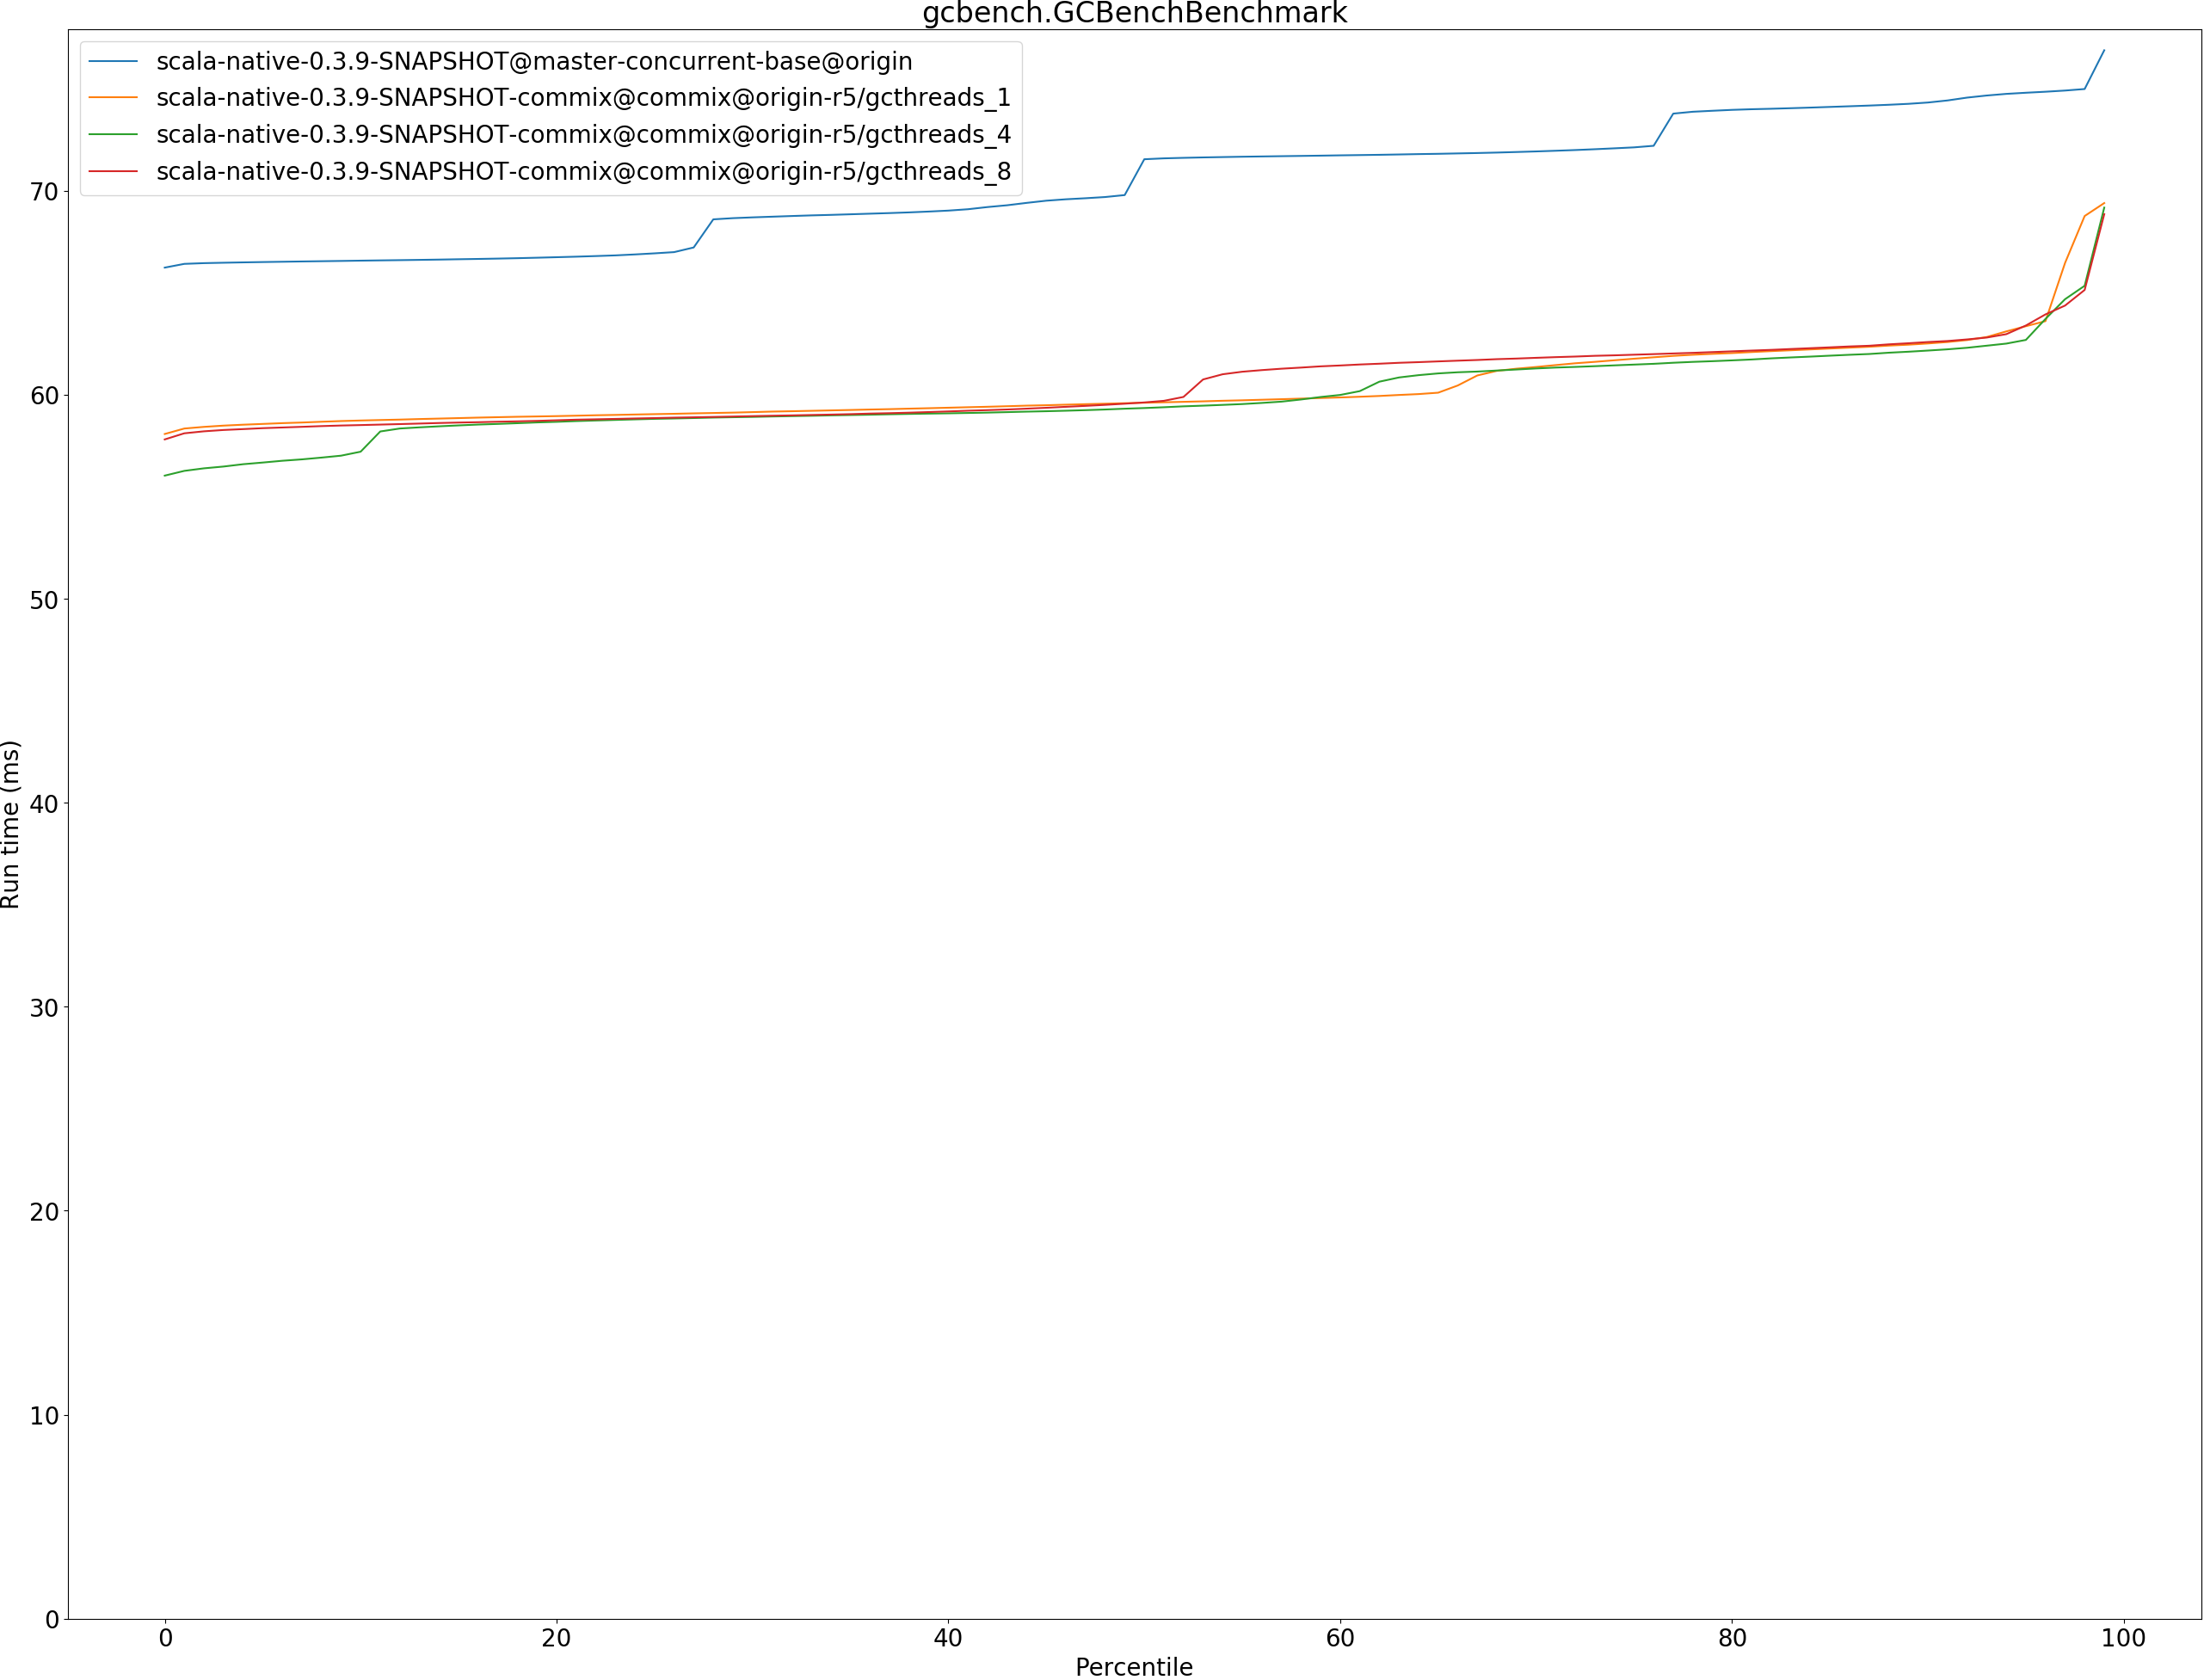 gcbench.GCBenchBenchmark
scala-native-0.3.9-SNAPSHOT@master-concurrent-base@origin
scala-native-0.3.9-SNAPSHOT-commix@commix@origin-r5/gcthreads_1
scala-native-0.3.9-SNAPSHOT-commix@commix@origin-r5/gcthreads_4
scala-native-0.3.9-SNAPSHOT-commix@commix@origin-r5/gcthreads_8
70
60
50
40
30
20
10
0
Run time (ms)
0 20 40 60 80 100
Percentile